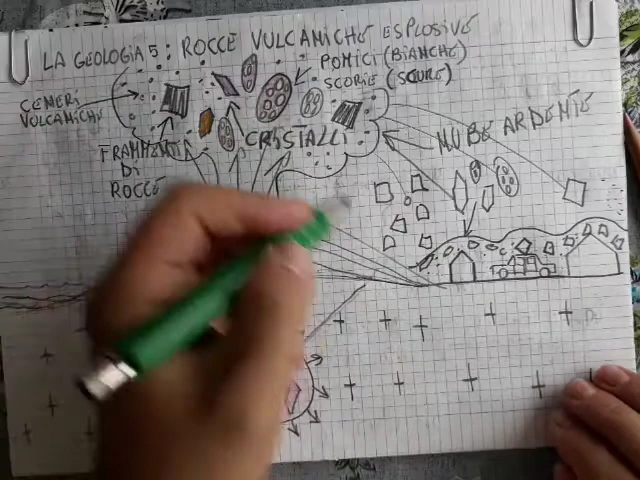 LA GEOLOGIA 5: ROCCE VULCANICHE ESPLOSIVE
POMICI (BIANCHE)
SCORIE (SCURE)
CENERI
VULCANICHE
CRISTALLI
NUBE ARDENTE
FRAMMENTI
DI
ROCCE